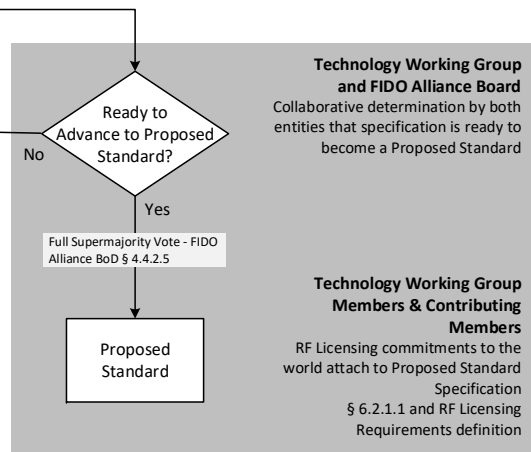 Technology Working Group
and FIDO Alliance Board
Collaborative determination by both
entities that specification is ready to
become a Proposed Standard
Ready to
Advance to Proposed
Standard?
No
Yes
Full Supermajority Vote - FIDO
Alliance BoD § 4.4.2.5
Technology Working Group
Members & Contributing
Members
RF Licensing commitments to the
world attach to Proposed Standard
Specification
§ 6.2.1.1 and RF Licensing
Requirements definition
Proposed
Standard